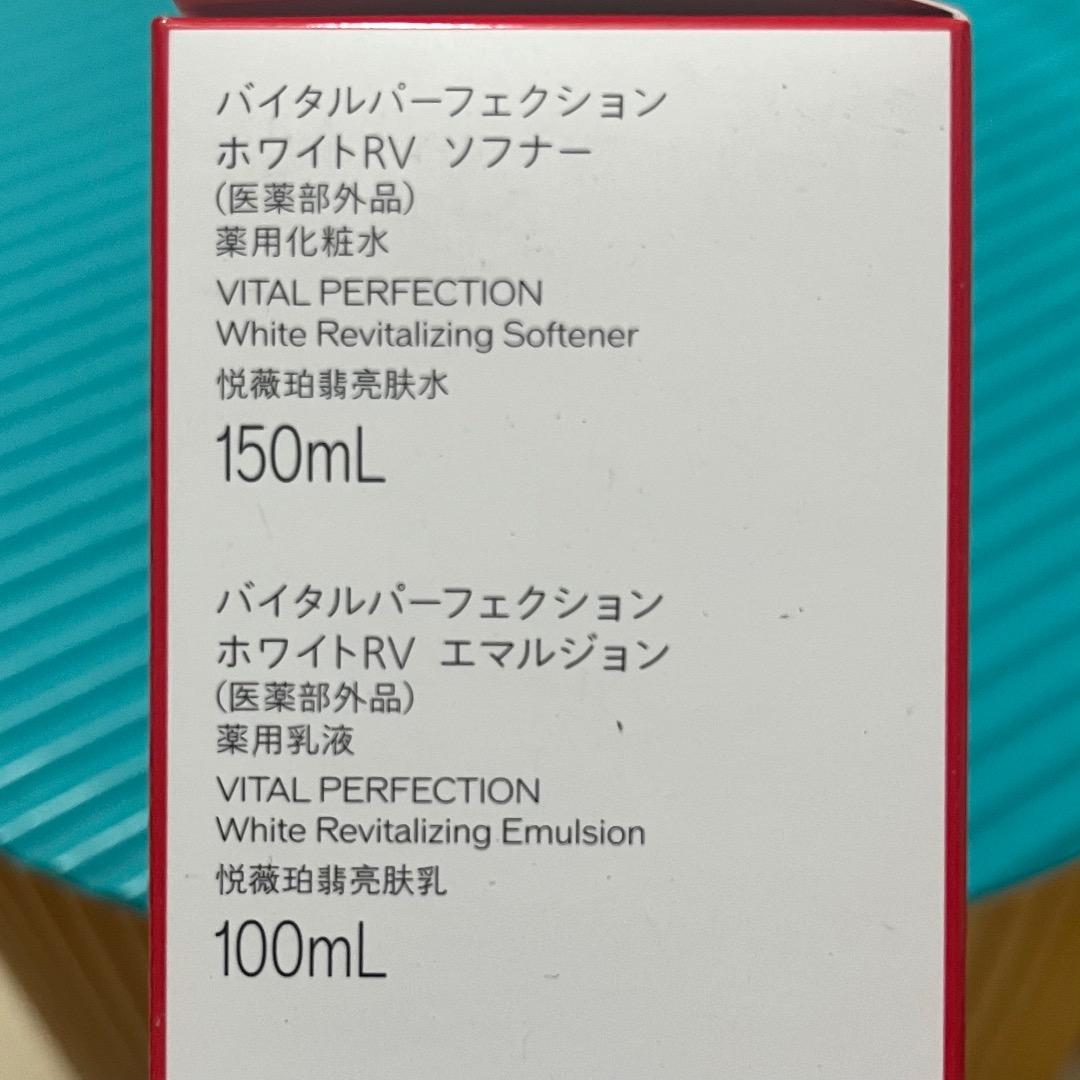 バイタルパーフェクション
ホワイトRV ソフナー
(医薬部外品)
薬用化粧水
VITAL PERFECTION
White Revitalizing Softener
悦薇珀翡亮肤水
150mL
バイタルパーフェクション
ホワイトRV エマルジョン
(医薬部外品)
薬用乳液
VITAL PERFECTION
White Revitalizing Emulsion
悦薇珀翡亮肤乳
100mL